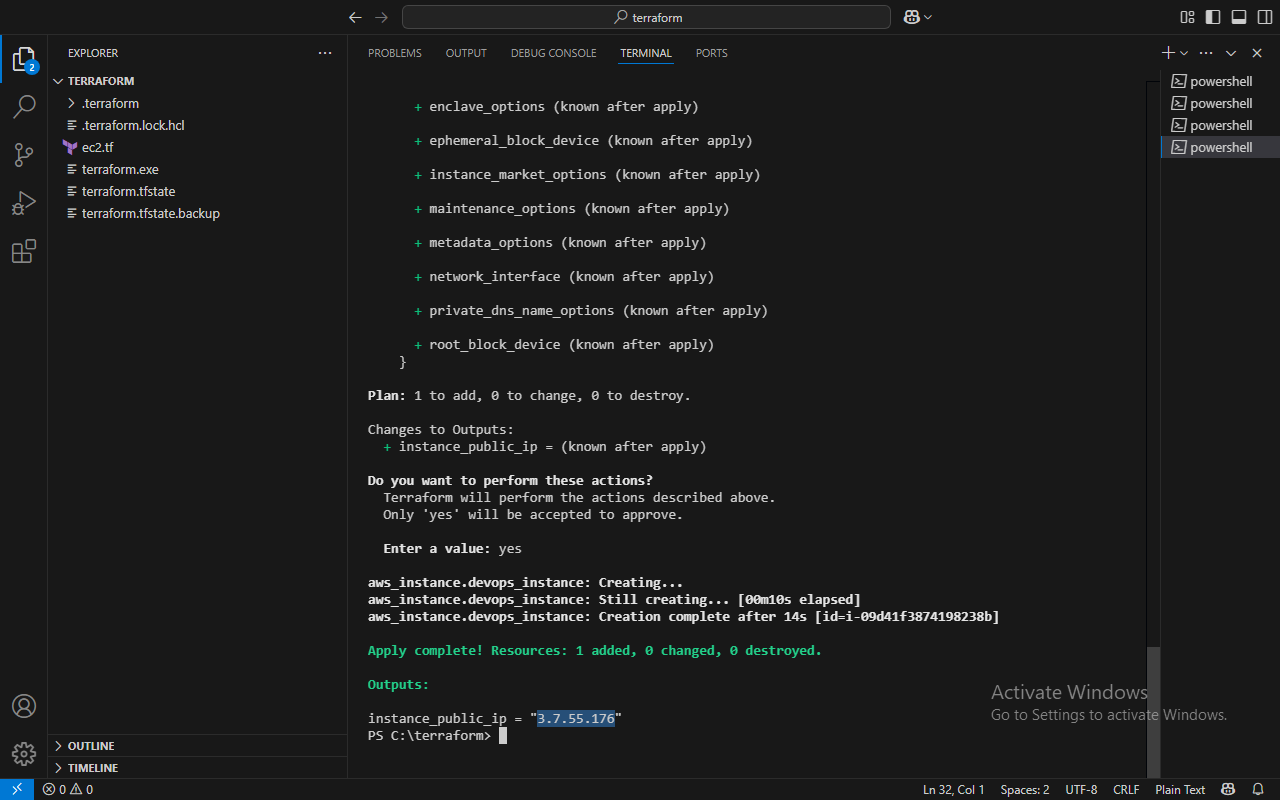 terraform
EXPLORER
TERRAFORM
.terraform
.terraform.lock.hcl
ec2.tf
terraform.exe
terraform.tfstate
terraform.tfstate.backup
OUTLINE
TIMELINE
2
PROBLEMS OUTPUT DEBUG CONSOLE TERMINAL PORTS
+ enclave_options (known after apply)
+ ephemeral_block_device (known after apply)
+ instance_market_options (known after apply)
+ maintenance_options (known after apply)
+ metadata_options (known after apply)
+ network_interface (known after apply)
+ private_dns_name_options (known after apply)
+ root_block_device (known after apply)
}
Plan: 1 to add, 0 to change, 0 to destroy.
Changes to Outputs:
+ instance_public_ip = (known after apply)
Do you want to perform these actions?
Terraform will perform the actions described above.
Only 'yes' will be accepted to approve.
Enter a value: yes
aws_instance.devops_instance: Creating...
aws_instance.devops_instance: Still creating... [00m10s elapsed]
aws_instance.devops_instance: Creation complete after 14s [id=i-09d41f3874198238b]
Apply complete! Resources: 1 added, 0 changed, 0 destroyed.
Outputs:
instance_public_ip = "3.7.55.176"
PS C:\terraform>
powershell
powershell
powershell
powershell
Activate Windows
Go to Settings to activate Windows.
0 0
Ln 32, Col 1 Spaces: 2 UTF-8 CRLF Plain Text